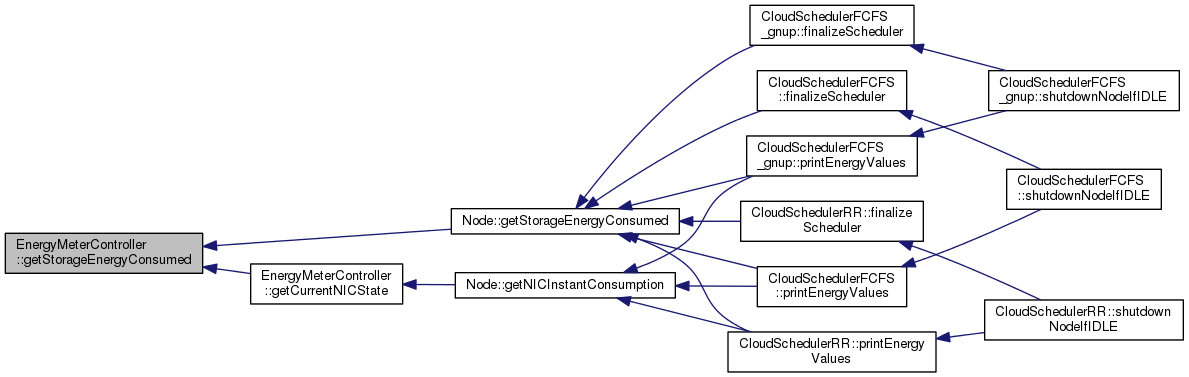 EnergyMeterController
::getStorageEnergyConsumed
EnergyMeterController
::getCurrentNICState
Node::getStorageEnergyConsumed
Node::getNICInstantConsumption
CloudSchedulerFCFS
_gnup::finalizeScheduler
CloudSchedulerFCFS
::finalizeScheduler
CloudSchedulerFCFS
_gnup::printEnergyValues
CloudSchedulerRR::finalize
Scheduler
CloudSchedulerFCFS
::printEnergyValues
CloudSchedulerRR::printEnergy
Values
CloudSchedulerFCFS
_gnup::shutdownNodeIfIDLE
CloudSchedulerFCFS
::shutdownNodeIfIDLE
CloudSchedulerRR::shutdown
NodeIfIDLE